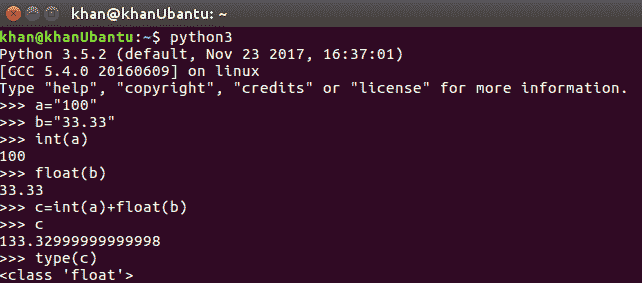 khan@khanUbantu: ~
khan@khanUbantu:~$ python3
Python 3.5.2 (default, Nov 23 2017, 16:37:01)
[GCC 5.4.0 20160609] on linux
Type "help", "copyright", "credits" or "license" for more information.
>>> a="100"
>>> b="33.33"
>>> int(a)
100
>>> float(b)
33.33
>>> c=int(a)+float(b)
>>> c
133.32999999999998
>>> type(c)
<class 'float'>